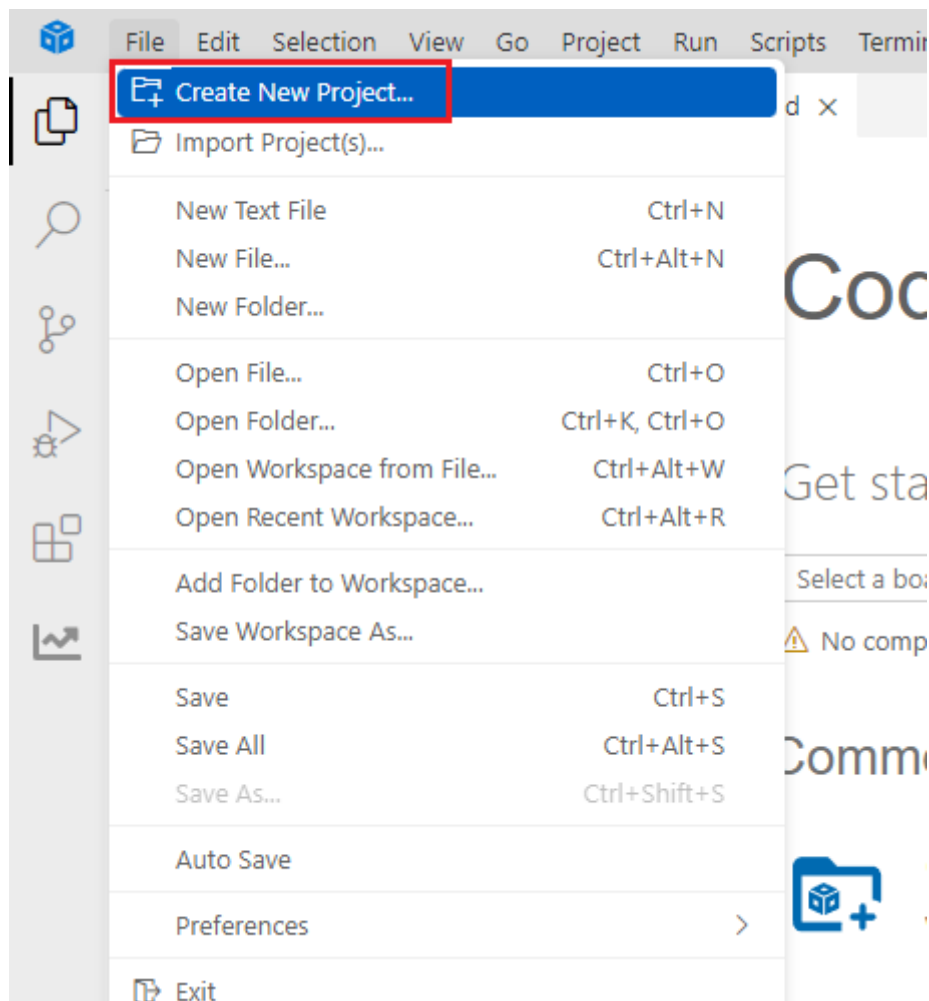 File Edit Selection View Go Project Run Scripts Termin
Create New Project...
d ×
Import Project(s)...
New Text File Ctrl+N
New File... Ctrl+Alt+N
New Folder...
Coc
Open File... Ctrl+O
Open Folder... Ctrl+K, Ctrl+O
Open Workspace from File... Ctrl+Alt+W
Get sta
Open Recent Workspace... Ctrl+Alt+R
Add Folder to Workspace...
Select a boa
Save Workspace As...
No comp
Save Ctrl+S
Save All Ctrl+Alt+S
Comm
Save As... Ctrl+Shift+S
Auto Save
Preferences
Exit